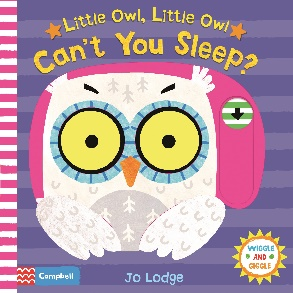 Little Owl, Little Owl
Can't You Sleep?
WIGGLE
AND
GIGGLE
Campbell
Jo Lodge